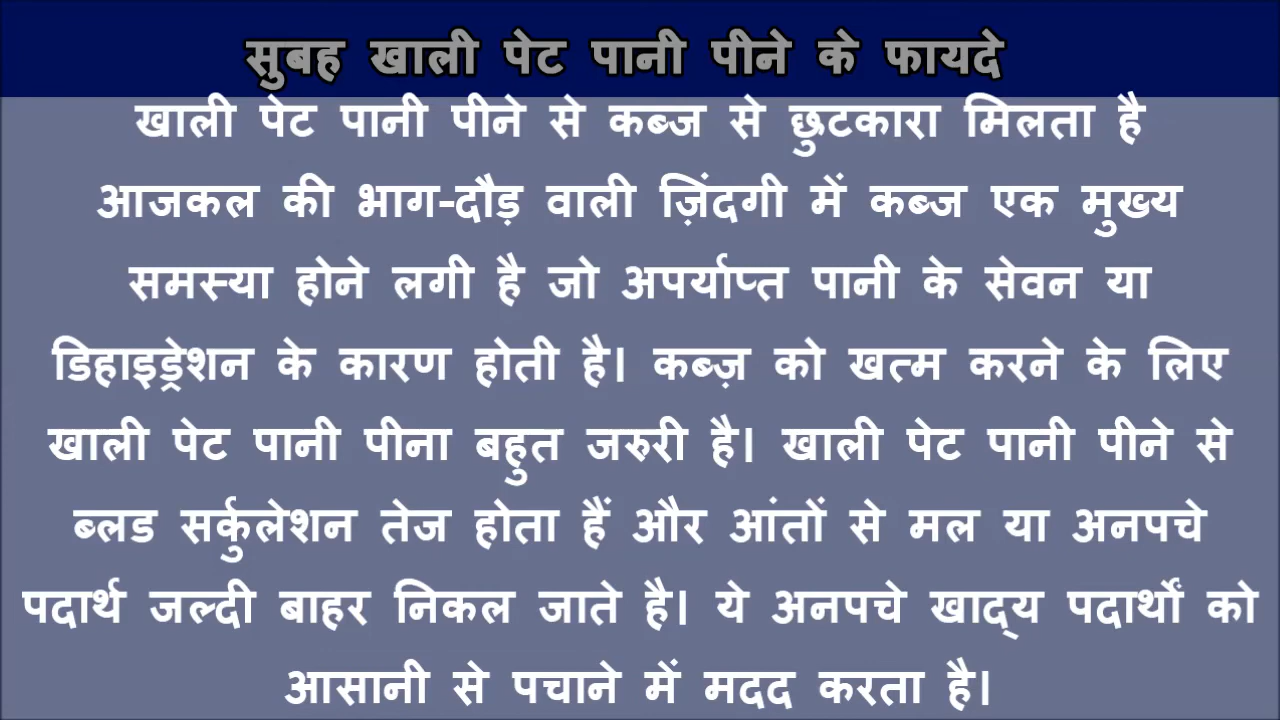 सुबह खाली पेट पानी पीने के फायदे
खाली पेट पानी पीने से कब्ज से छुटकारा मिलता है
आजकल की भाग-दौड़ वाली ज़िंदगी में कब्ज एक मुख्य
समस्या होने लगी है जो अपर्याप्त पानी के सेवन या
डिहाइड्रेशन के कारण होती है। कब्ज़ को खत्म करने के लिए
खाली पेट पानी पीना बहुत जरुरी है। खाली पेट पानी पीने से
ब्लड सर्कुलेशन तेज होता हैं और आंतों से मल या अनपचे
पदार्थ जल्दी बाहर निकल जाते है। ये अनपचे खाद्य पदार्थों को
आसानी से पचाने में मदद करता है।